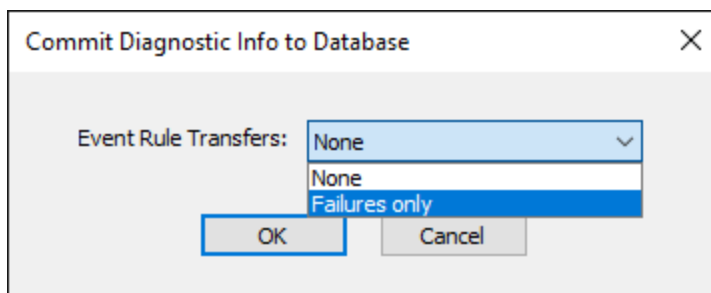 Commit Diagnostic Info to Database
Event Rule Transfers: None
None
Failures only
OK Cancel